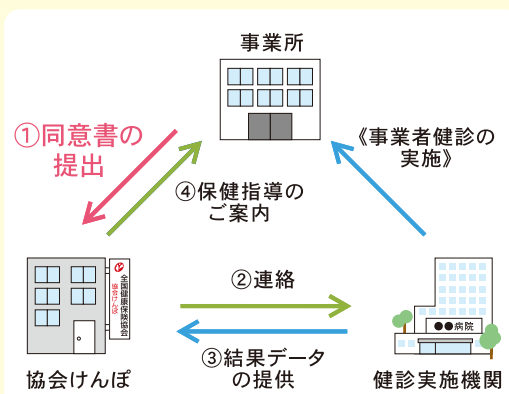 事業所
①同意書の
提出
《事業者健診の
実施》
④保健指導の
ご案内
②連絡
③結果データ
の提供
全国健康保険協会
協会けんぽ
●●病院
協会けんぽ
健診実施機関